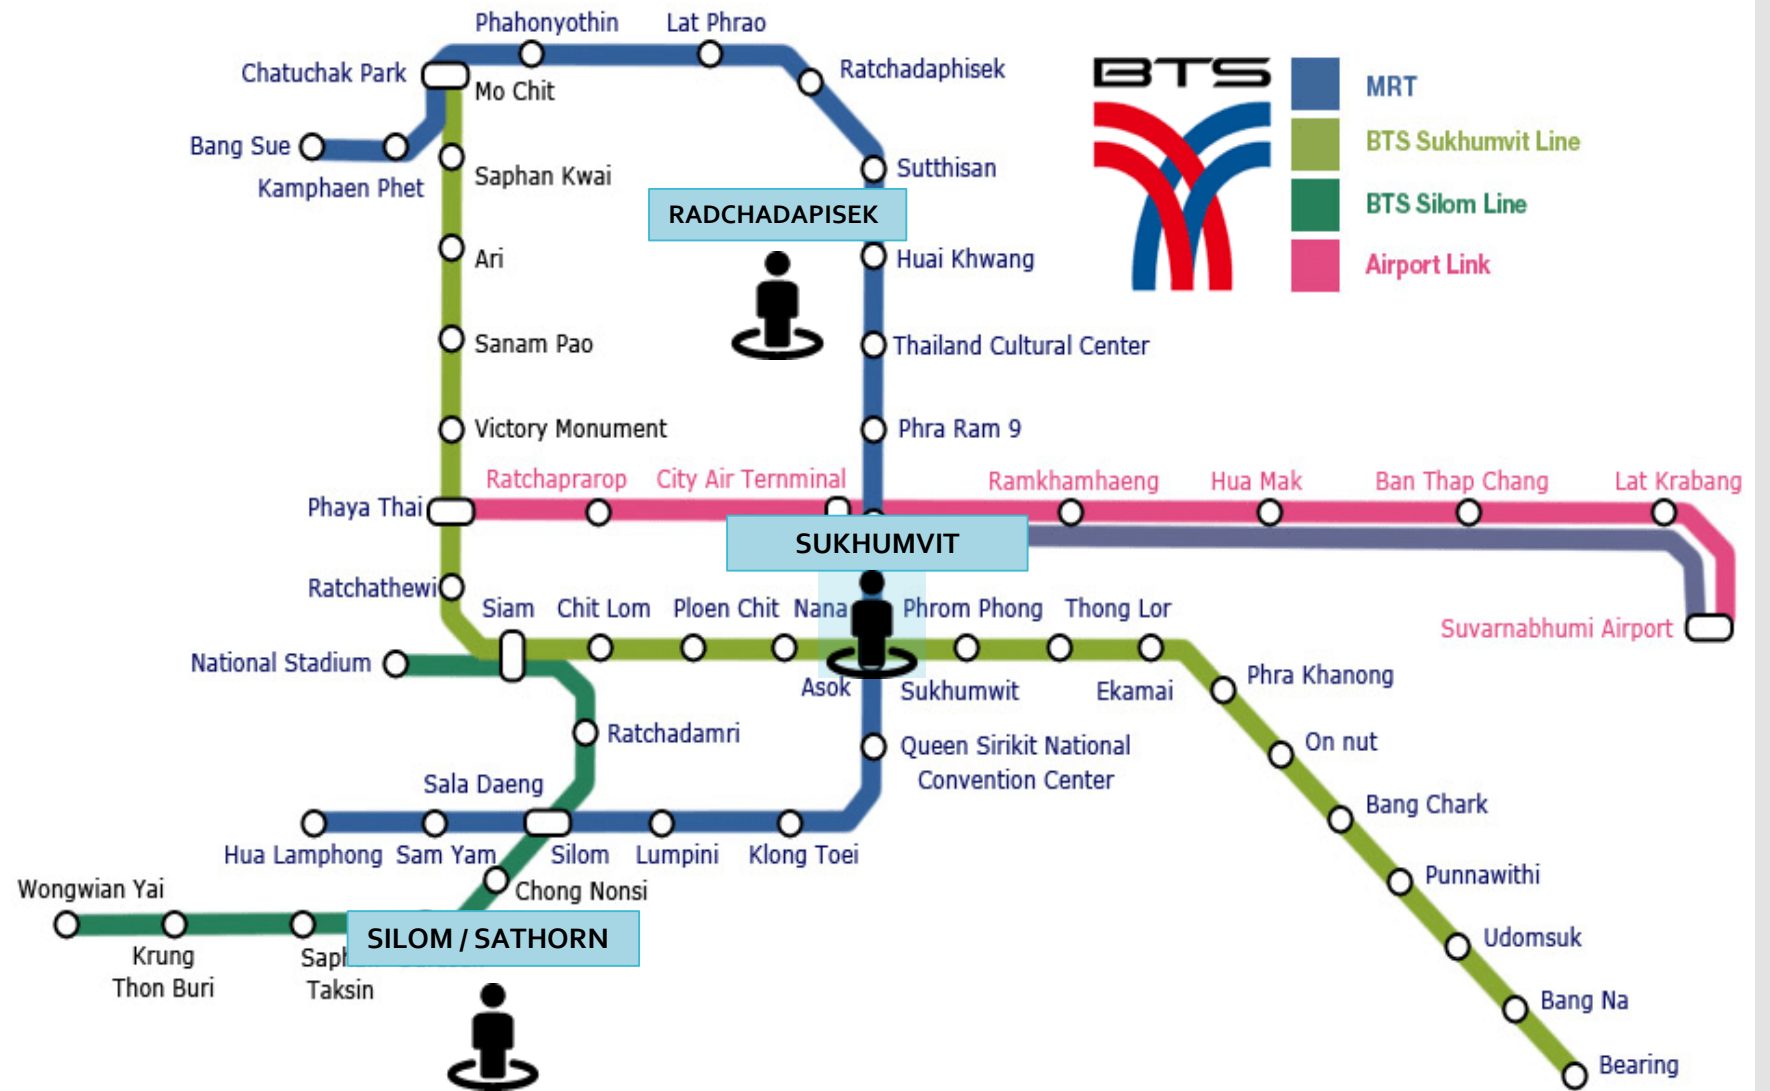 Phahonyothin
Lat Phrao
BTS
Chatuchak Park
Mo Chit
Ratchadaphisek
MRT
Bang Sue
Kamphaen Phet
Saphan Kwai
Sutthisan
BTS Sukhumvit Line
RADCHADAPISEK
BTS Silom Line
Ari
Huai Khwang
Airport Link
Sanam Pao
Thailand Cultural Center
Victory Monument
Phra Ram 9
Ratchaprarop
City Air Ternminal
Ramkhamhaeng
Hua Mak
Ban Thap Chang
Lat Krabang
Phaya Thai
SUKHUMVIT
Ratchathewi
Siam
Chit Lom
Ploen Chit
Nana
Phrom Phong
Thong Lor
Suvarnabhumi Airport
National Stadium
Asok
Sukhumwit
Ekamai
Phra Khanong
Ratchadamri
Queen Sirikit National
Convention Center
On nut
Sala Daeng
Bang Chark
Hua Lamphong
Sam Yam
Silom
Lumpini
Klong Toei
Wongwian Yai
Chong Nonsi
Punnawithi
SILOM / SATHORN
Udomsuk
Krung
Thon Buri
Taksin
Bang Na
Bearing